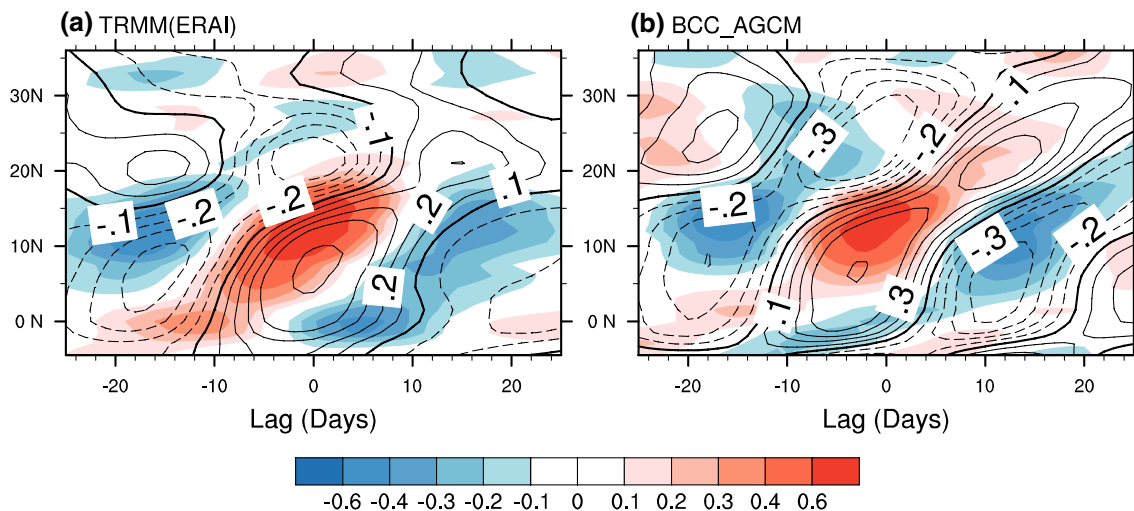 (a) TRMM(ERAI)
(b) BCC_AGCM
30N
20N
10N
0 N
-.1
-.2
-.2
-.1
.2
.2
.1
-20
-10
0
10
20
Lag (Days)
30N
20N
10N
0 N
-.3
-.2
.1
-.2
-.3
-.2
.1
.3
-20
-10
0
10
20
Lag (Days)
-0.6 -0.4 -0.3 -0.2 -0.1 0 0.1 0.2 0.3 0.4 0.6